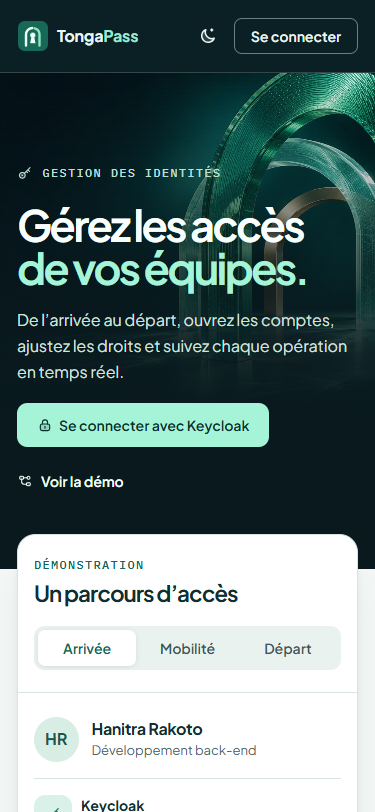 TongaPass
Se connecter
GESTION DES IDENTITÉS
Gérez les accès
de vos équipes.
De l’arrivée au départ, ouvrez les comptes,
ajustez les droits et suivez chaque opération
en temps réel.
Se connecter avec Keycloak
Voir la démo
DÉMONSTRATION
Un parcours d’accès
Arrivée
Mobilité
Départ
HR
Hanitra Rakoto
Développement back-end
Keycloak